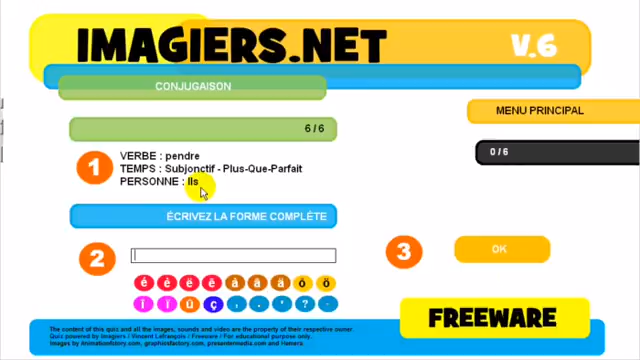 IMAGIERS.NET
V.6
CONJUGAISON
MENU PRINCIPAL
6 / 6
0 / 6
1
VERBE : pendre
TEMPS : Subjonctif - Plus-Que-Parfait
PERSONNE : Ils
ÉCRIVEZ LA FORME COMPLÈTE
2
3
OK
FREEWARE
The content of this quiz and all the images, sounds and video are the property of their respective owner.
Quiz powered by Imagiers / Vincent Lefrançois / Freeware / For educational purpose only.
Images by Animationfactory.com, graphicsfactory.com, presentermedia.com and Hemera